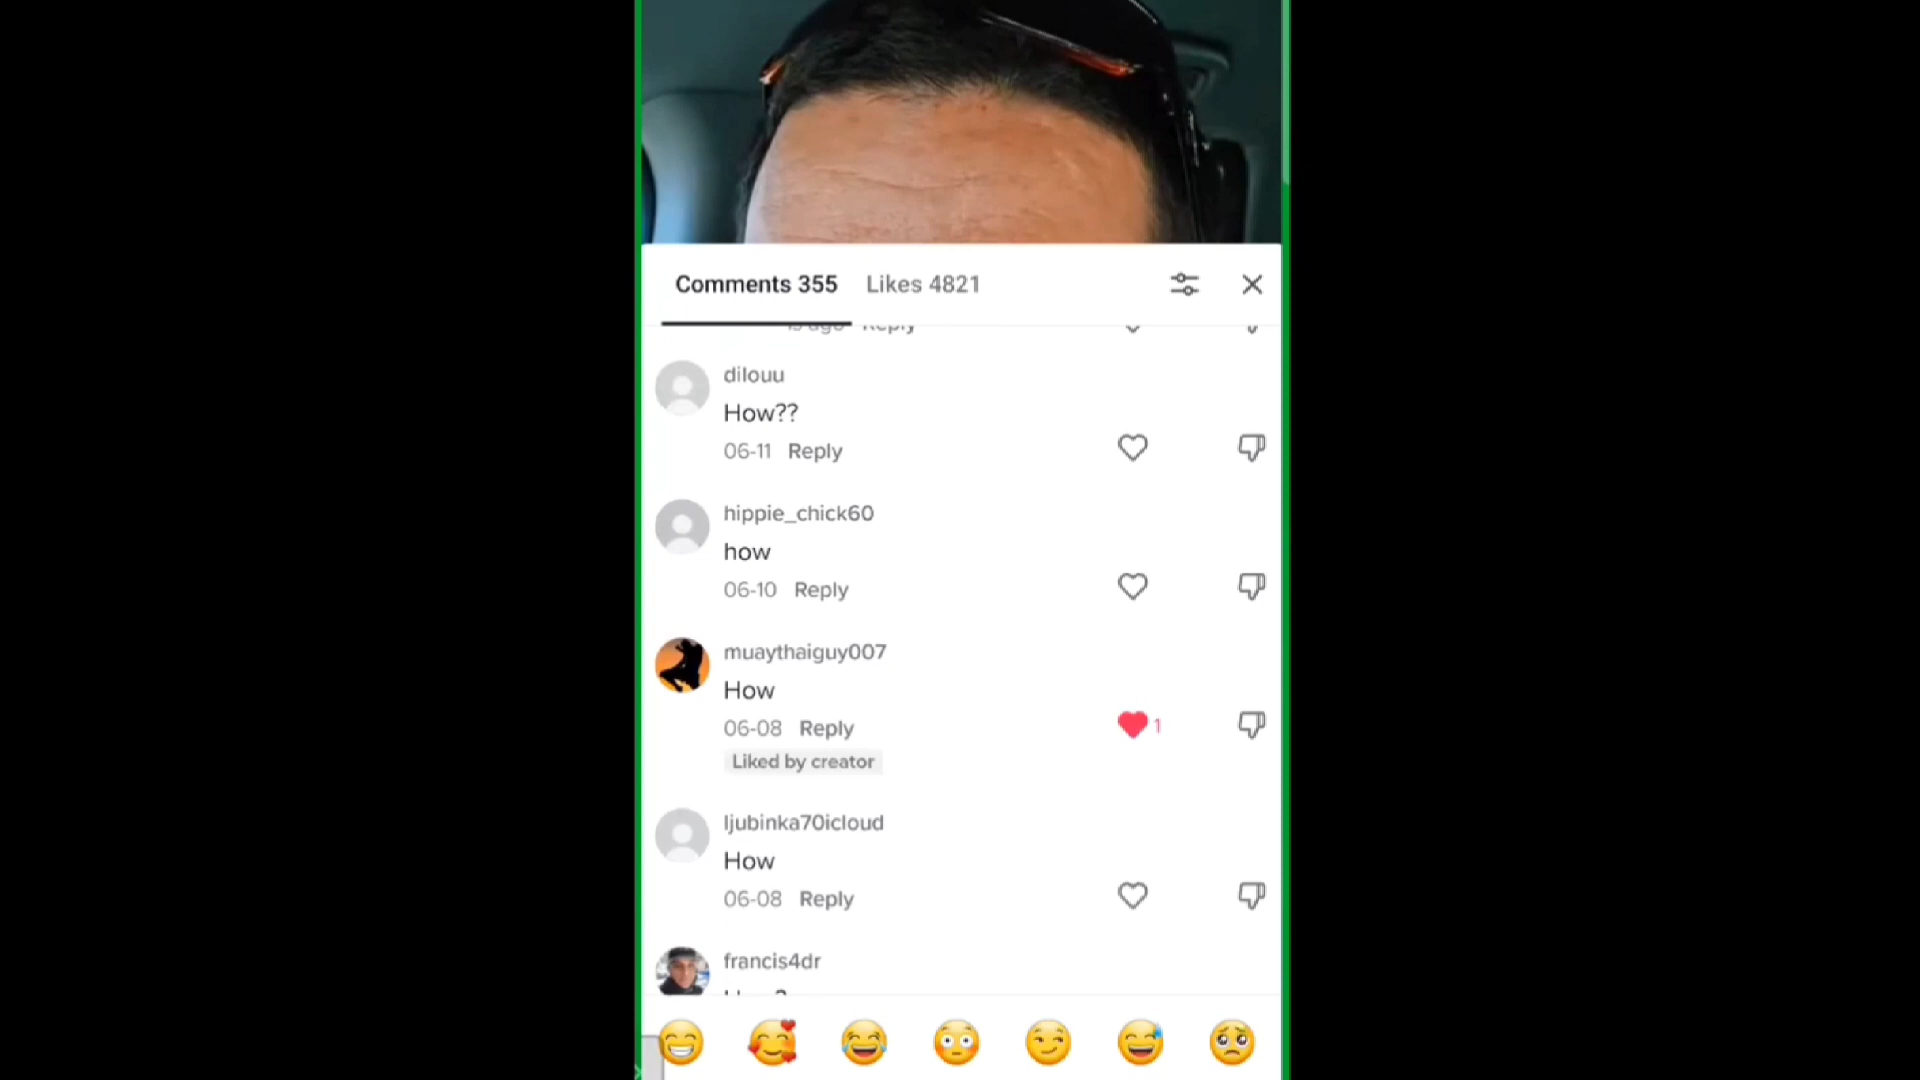 Comments 355 Likes 4821
Reply
dilouu
How??
06-11 Reply
hippie_chick60
how
06-10 Reply
muaythaiguy007
How
06-08 Reply
1
Liked by creator
ljubinka70icloud
How
06-08 Reply
francis4dr